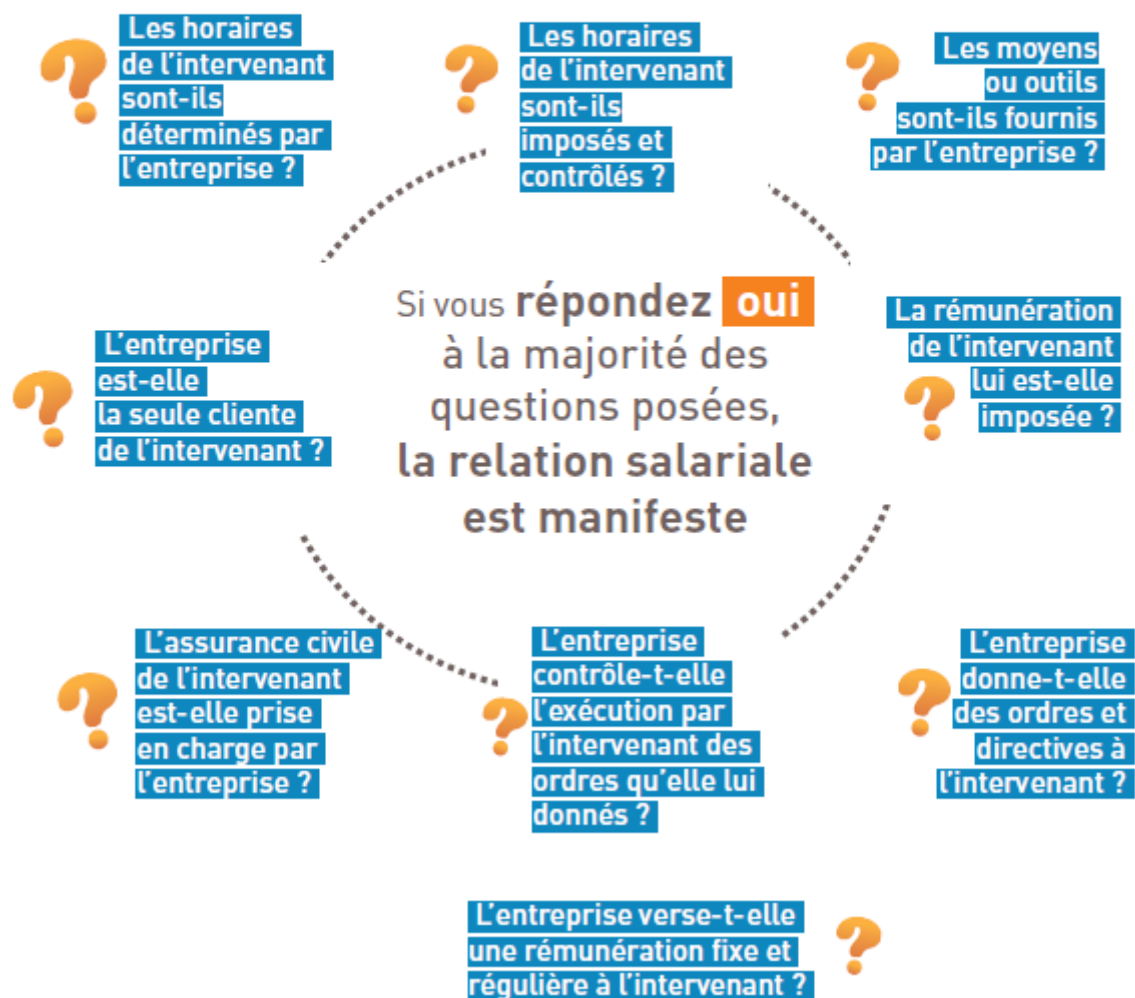 Les horaires
de l'intervenant
sont-ils
déterminés par
l'entreprise ?
Les horaires
de l'intervenant
sont-ils
imposés et
contrôlés ?
Les moyens
ou outils
sont-ils fournis
par l'entreprise ?
L'entreprise
est-elle
la seule cliente
de l'intervenant ?
Si vous répondez oui
à la majorité des
questions posées,
la relation salariale
est manifeste
La rémunération
de l'intervenant
lui est-elle
imposée ?
L'assurance civile
de l'intervenant
est-elle prise
en charge par
l'entreprise ?
L'entreprise
contrôle-t-elle
l'exécution par
l'intervenant des
ordres qu'elle lui
donnés ?
L'entreprise
donne-t-elle
des ordres et
directives à
l'intervenant ?
L'entreprise verse-t-elle
une rémunération fixe et
régulière à l'intervenant ?